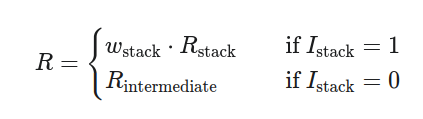 R = { w_stack · R_stack if I_stack = 1
R_intermediate if I_stack = 0